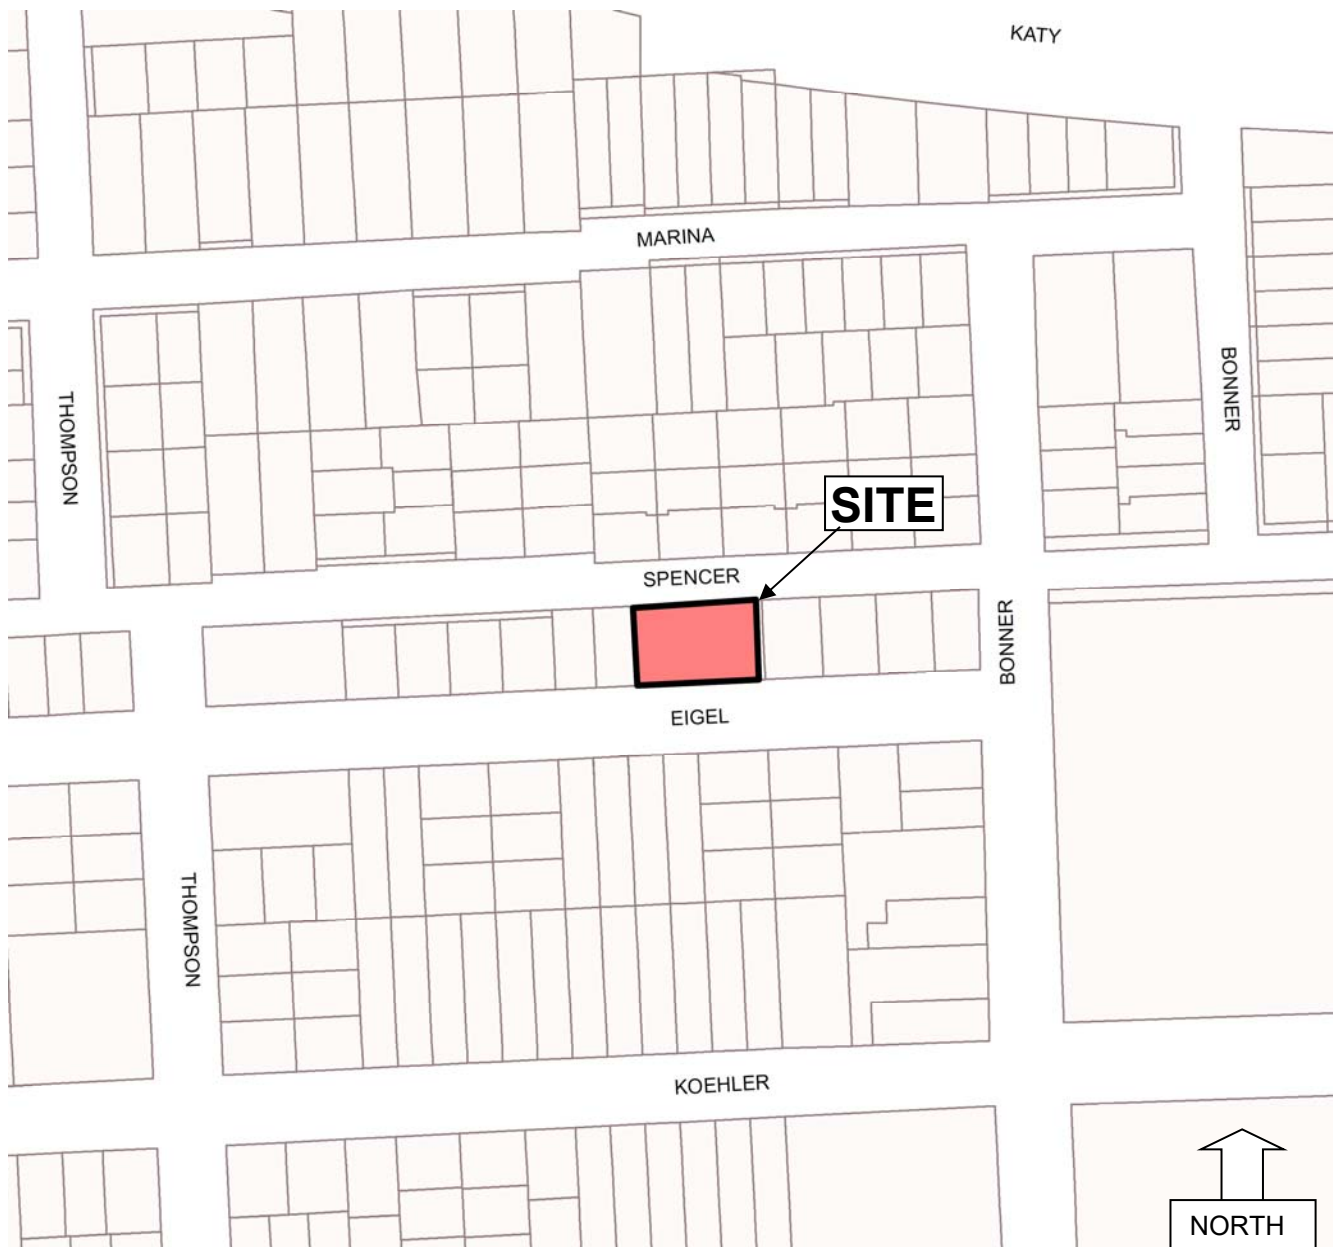 KATY
MARINA
BONNER
THOMPSON
SITE
SPENCER
BONNER
EIGEL
THOMPSON
KOEHLER
NORTH